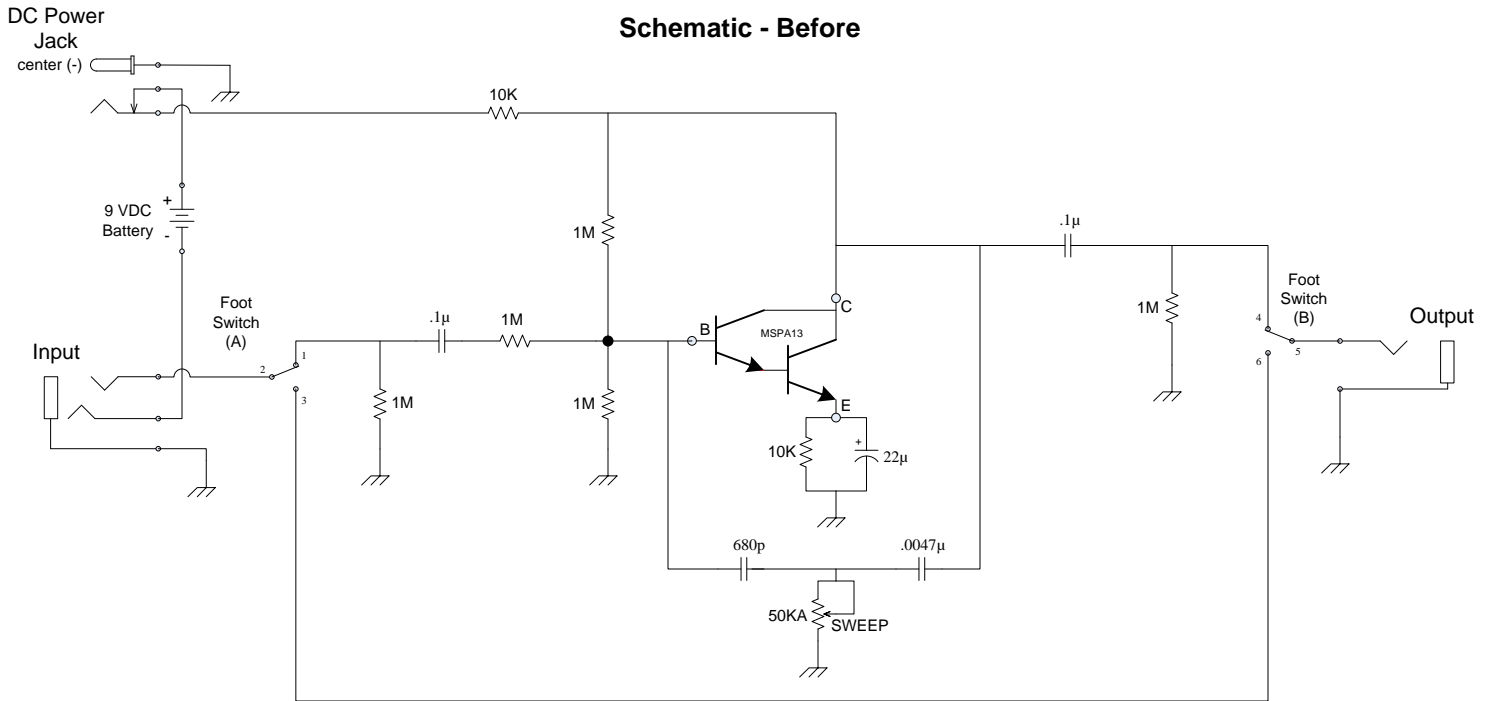 Schematic - Before
DC Power
Jack
center (-)
10K
9 VDC
Battery
+
-
1M
.1µ
Foot
Switch
(A)
.1µ
1M
B
C
MSPA13
1M
Foot
Switch
(B)
Input
Output
1
2
3
4
5
6
1M
1M
E
10K
+
22µ
680p
.0047µ
50KA
SWEEP